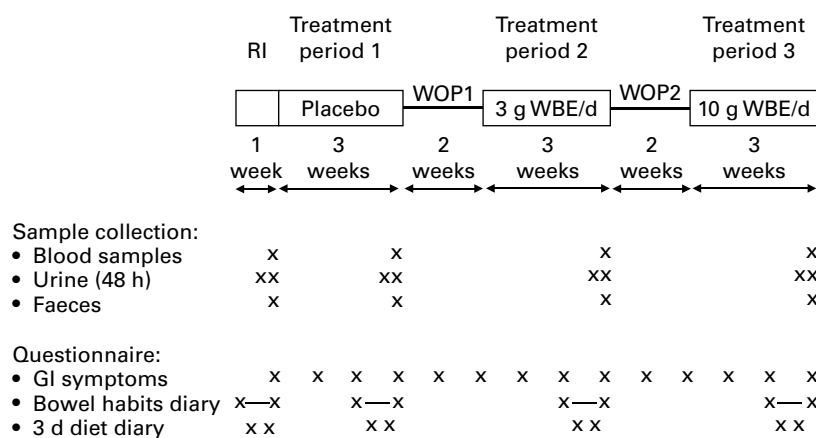 RI Treatment period 1 Treatment period 2 Treatment period 3
Placebo WOP1 3 g WBE/d WOP2 10 g WBE/d
1 week 3 weeks 2 weeks 3 weeks 2 weeks 3 weeks
Sample collection:
• Blood samples x x x x
• Urine (48 h) xx xx xx xx
• Faeces x x x x
Questionnaire:
• GI symptoms x x x x x x x x x x x x x x
• Bowel habits diary x—x x—x x—x x—x
• 3 d diet diary x x x x x x x x